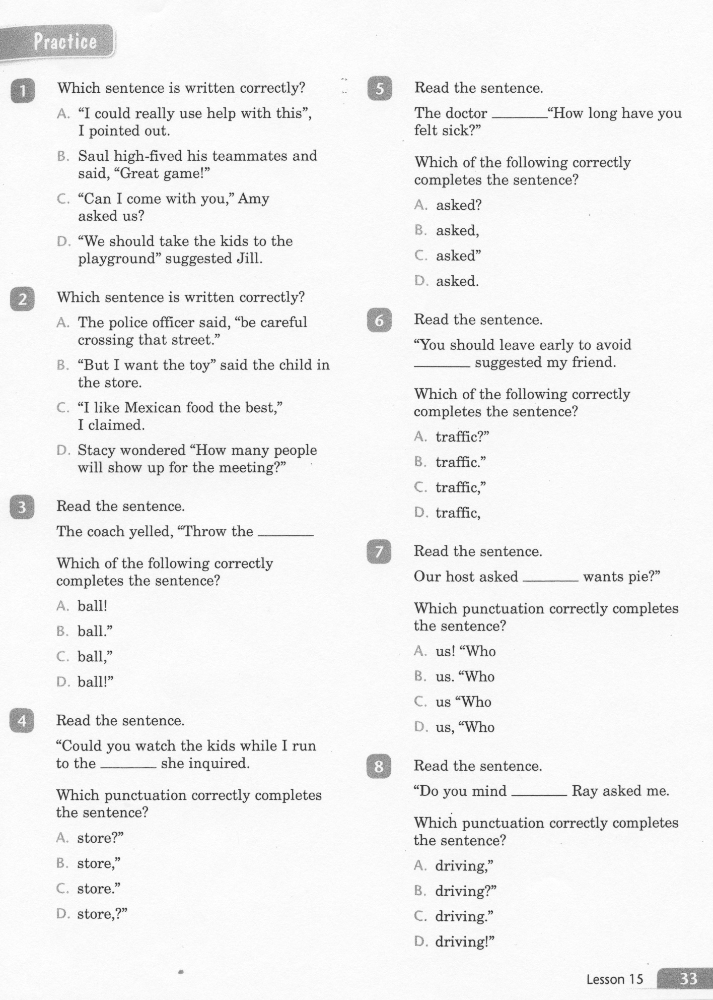 Practice
1
Which sentence is written correctly?
A. “I could really use help with this”,
I pointed out.
B. Saul high-fived his teammates and
said, “Great game!”
C. “Can I come with you,” Amy
asked us?
D. “We should take the kids to the
playground” suggested Jill.
2
Which sentence is written correctly?
A. The police officer said, “be careful
crossing that street.”
B. “But I want the toy” said the child in
the store.
C. “I like Mexican food the best,”
I claimed.
D. Stacy wondered “How many people
will show up for the meeting?”
3
Read the sentence.
The coach yelled, “Throw the ________
Which of the following correctly
completes the sentence?
A. ball!
B. ball.”
C. ball,”
D. ball!”
4
Read the sentence.
“Could you watch the kids while I run
to the ________ she inquired.
Which punctuation correctly completes
the sentence?
A. store?”
B. store,”
C. store.”
D. store,?”
5
Read the sentence.
The doctor ________“How long have you
felt sick?”
Which of the following correctly
completes the sentence?
A. asked?
B. asked,
C. asked”
D. asked.
6
Read the sentence.
“You should leave early to avoid
________ suggested my friend.
Which of the following correctly
completes the sentence?
A. traffic?”
B. traffic.”
C. traffic,”
D. traffic,
7
Read the sentence.
Our host asked ________ wants pie?”
Which punctuation correctly completes
the sentence?
A. us! “Who
B. us. “Who
C. us “Who
D. us, “Who
8
Read the sentence.
“Do you mind ________ Ray asked me.
Which punctuation correctly completes
the sentence?
A. driving,”
B. driving?”
C. driving.”
D. driving!”
Lesson 15 33